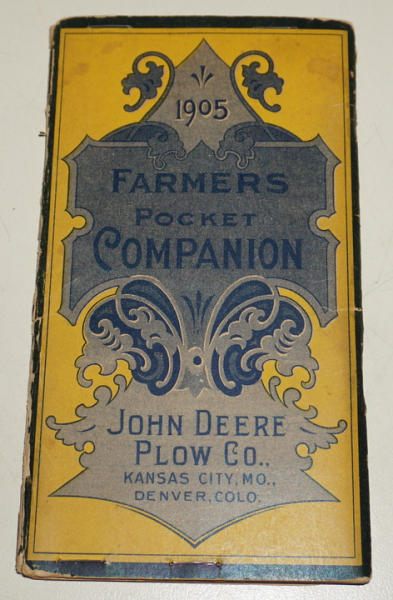 1905
FARMERS
POCKET
COMPANION
JOHN DEERE
PLOW CO.,
KANSAS CITY, MO.,
DENVER, COLO.